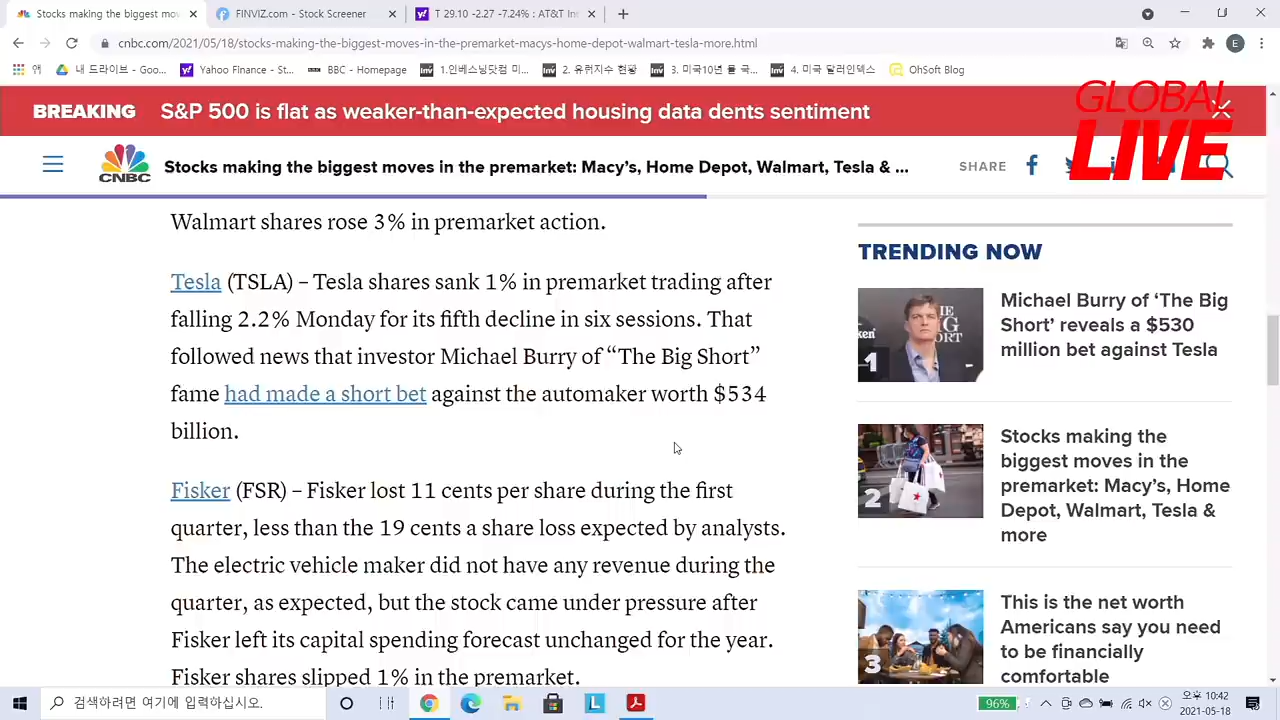 Stocks making the biggest mov
FINVIZ.com - Stock Screener
T 29.10 -2.27 -7.24% : AT&T In
cnbc.com/2021/05/18/stocks-making-the-biggest-moves-in-the-premarket-macys-home-depot-walmart-tesla-more.html
E
앱
내 드라이브 - Goo...
Yahoo FInance - St...
BBC - Homepage
1.인베스닝닷컴 미...
2. 유럽지수 현황
3. 미국10년 물 국...
4. 미국 달러인덱스
OhSoft Blog
BREAKING S&P 500 is flat as weaker-than-expected housing data dents sentiment
GLOBAL
LIVE
CNBC
Stocks making the biggest moves in the premarket: Macy's, Home Depot, Walmart, Tesla & ...
SHARE
Walmart shares rose 3% in premarket action.
Tesla (TSLA) – Tesla shares sank 1% in premarket trading after
falling 2.2% Monday for its fifth decline in six sessions. That
followed news that investor Michael Burry of “The Big Short”
fame had made a short bet against the automaker worth $534
billion.
Fisker (FSR) – Fisker lost 11 cents per share during the first
quarter, less than the 19 cents a share loss expected by analysts.
The electric vehicle maker did not have any revenue during the
quarter, as expected, but the stock came under pressure after
Fisker left its capital spending forecast unchanged for the year.
Fisker shares slipped 1% in the premarket.
TRENDING NOW
1
Michael Burry of ‘The Big
Short’ reveals a $530
million bet against Tesla
2
Stocks making the
biggest moves in the
premarket: Macy's, Home
Depot, Walmart, Tesla &
more
3
This is the net worth
Americans say you need
to be financially
comfortable
검색하려면 여기에 입력하십시오.
96%
오후 10:42
2021-05-18